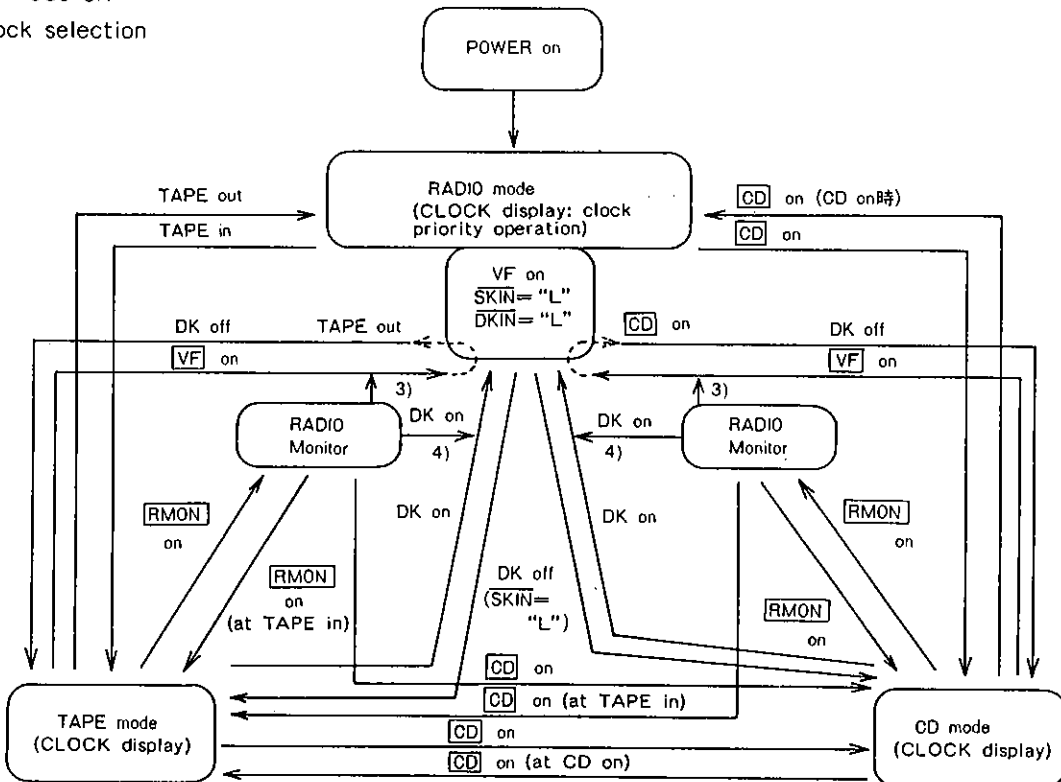 ock selection
POWER on
RADIO mode
(CLOCK display: clock
priority operation)
TAPE out
TAPE in
CD on (CD on時)
CD on
VF on
SKIN= “L”
DKIN= “L”
DK off
TAPE out
VF on
CD on
DK off
VF on
3)
3)
RADIO
Monitor
DK on
4)
DK on
4)
RADIO
Monitor
RMON
on
DK on
DK on
RMON
on
RMON
on
(at TAPE in)
DK off
(SKIN=
“L”)
RMON
on
CD on
CD on (at TAPE in)
TAPE mode
(CLOCK display)
CD on
CD on (at CD on)
CD mode
(CLOCK display)